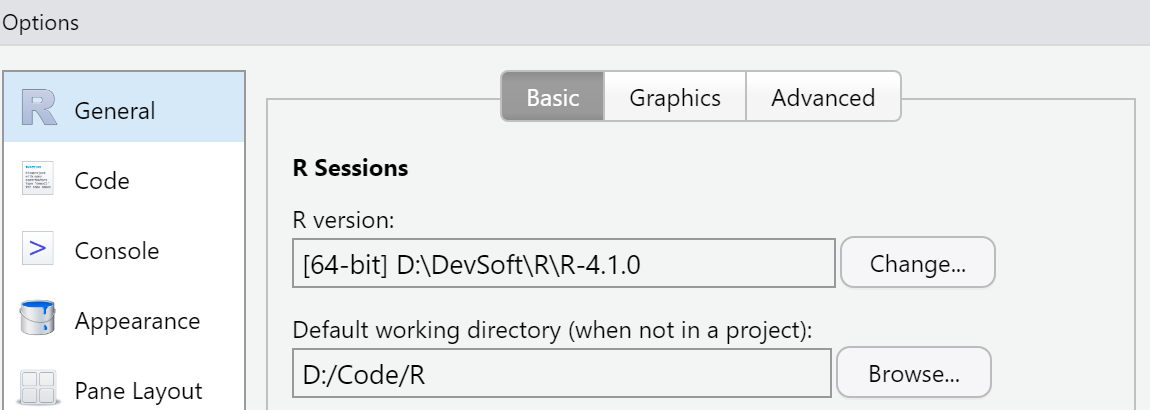 Options
General
Code
Console
Appearance
Pane Layout
Basic Graphics Advanced
R Sessions
R version:
[64-bit] D:\DevSoft\R\R-4.1.0 Change...
Default working directory (when not in a project):
D:/Code/R Browse...